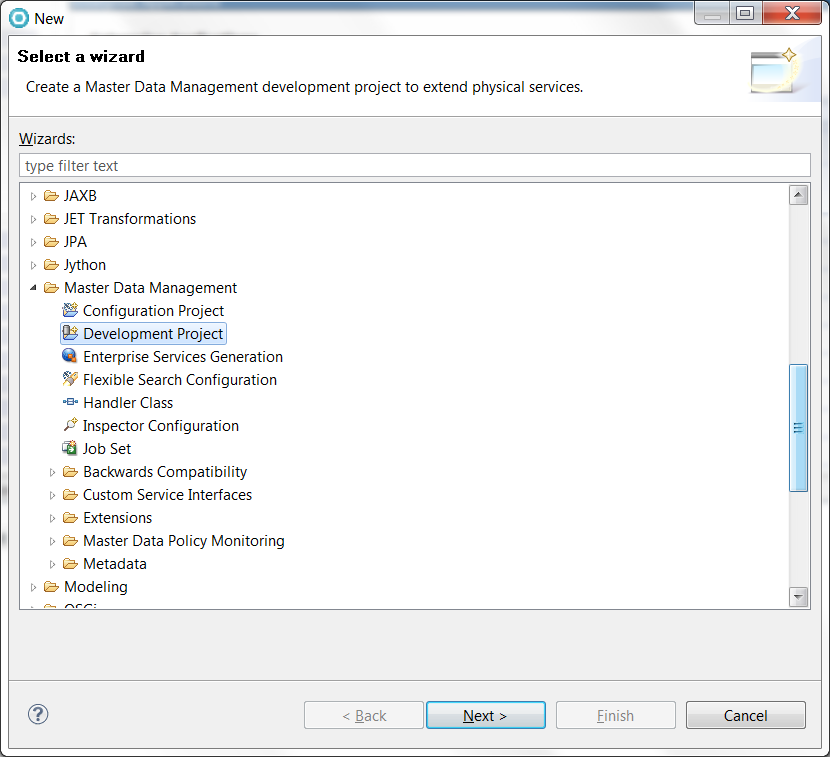 New
Select a wizard
Create a Master Data Management development project to extend physical services.
Wizards:
type filter text
JAXB
JET Transformations
JPA
Jython
Master Data Management
Configuration Project
Development Project
Enterprise Services Generation
Flexible Search Configuration
Handler Class
Inspector Configuration
Job Set
Backwards Compatibility
Custom Service Interfaces
Extensions
Master Data Policy Monitoring
Metadata
Modeling
< Back Next > Finish Cancel